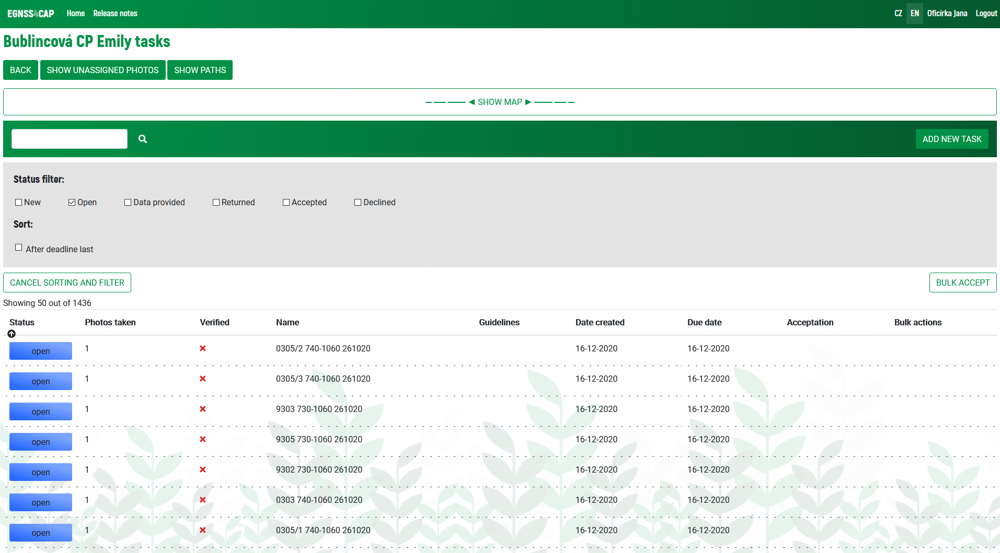 EGNSS4CAP Home Release notes CZ EN Oficírka Jana Logout
Bublincová CP Emily tasks
BACK SHOW UNASSIGNED PHOTOS SHOW PATHS
— —— ——— ◄ SHOW MAP ► ——— —— —
ADD NEW TASK
Status filter:
New Open Data provided Returned Accepted Declined
Sort:
After deadline last
CANCEL SORTING AND FILTER BULK ACCEPT
Showing 50 out of 1436
Status Photos taken Verified Name Guidelines Date created Due date Acceptation Bulk actions
open 1 0305/2 740-1060 261020 16-12-2020 16-12-2020
open 1 0305/3 740-1060 261020 16-12-2020 16-12-2020
open 1 9303 730-1060 261020 16-12-2020 16-12-2020
open 1 9305 730-1060 261020 16-12-2020 16-12-2020
open 1 9302 730-1060 261020 16-12-2020 16-12-2020
open 1 0303 740-1060 261020 16-12-2020 16-12-2020
open 1 0305/1 740-1060 261020 16-12-2020 16-12-2020